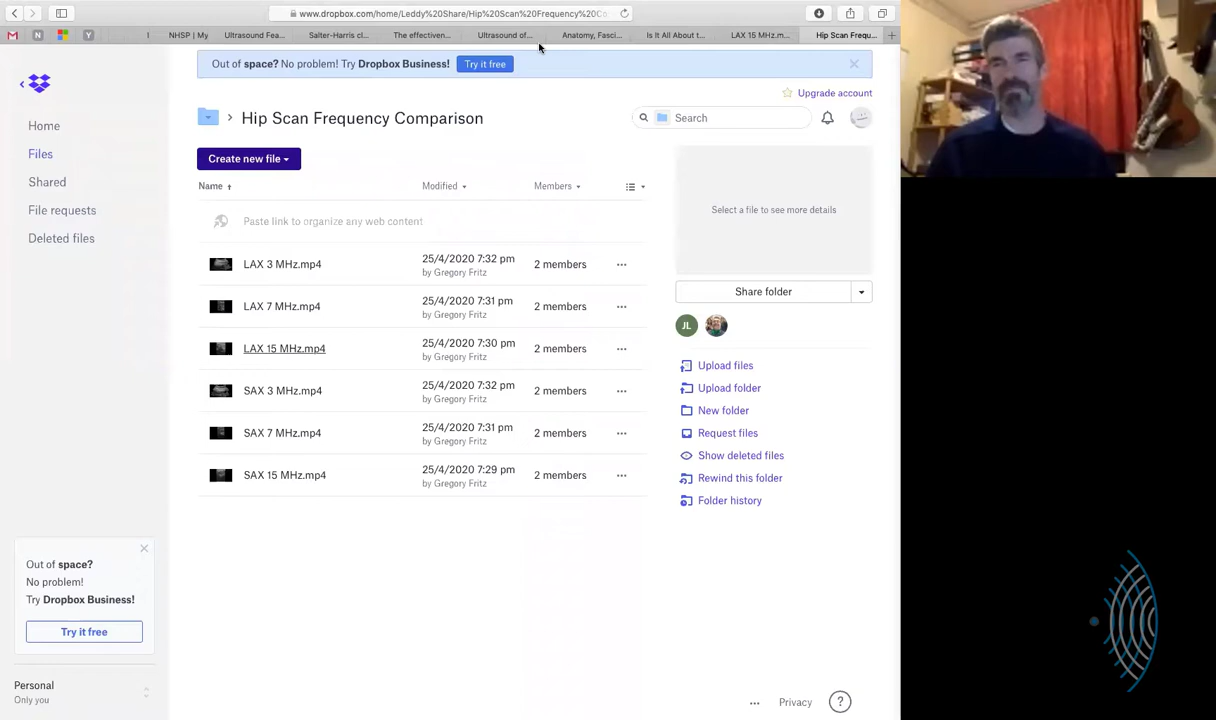 www.dropbox.com/home/Leddy%20Share/Hip%20Scan%20Frequency%20Co
NHSP | My
Ultrasound Fea...
Salter-Harris cl...
The effectiven...
Ultrasound of...
Anatomy, Fasci...
Is It All About t...
LAX 15 MHz.m...
Hip Scan Frequ...
Out of space? No problem! Try Dropbox Business!
Try it free
Upgrade account
Home
Files
Shared
File requests
Deleted files
Hip Scan Frequency Comparison
Search
Create new file
Name
Modified
Members
Paste link to organize any web content
LAX 3 MHz.mp4
25/4/2020 7:32 pm
by Gregory Fritz
2 members
LAX 7 MHz.mp4
25/4/2020 7:31 pm
by Gregory Fritz
2 members
LAX 15 MHz.mp4
25/4/2020 7:30 pm
by Gregory Fritz
2 members
SAX 3 MHz.mp4
25/4/2020 7:32 pm
by Gregory Fritz
2 members
SAX 7 MHz.mp4
25/4/2020 7:31 pm
by Gregory Fritz
2 members
SAX 15 MHz.mp4
25/4/2020 7:29 pm
by Gregory Fritz
2 members
Select a file to see more details
Share folder
JL
Upload files
Upload folder
New folder
Request files
Show deleted files
Rewind this folder
Folder history
Out of space?
No problem!
Try Dropbox Business!
Try it free
Personal
Only you
Privacy
?